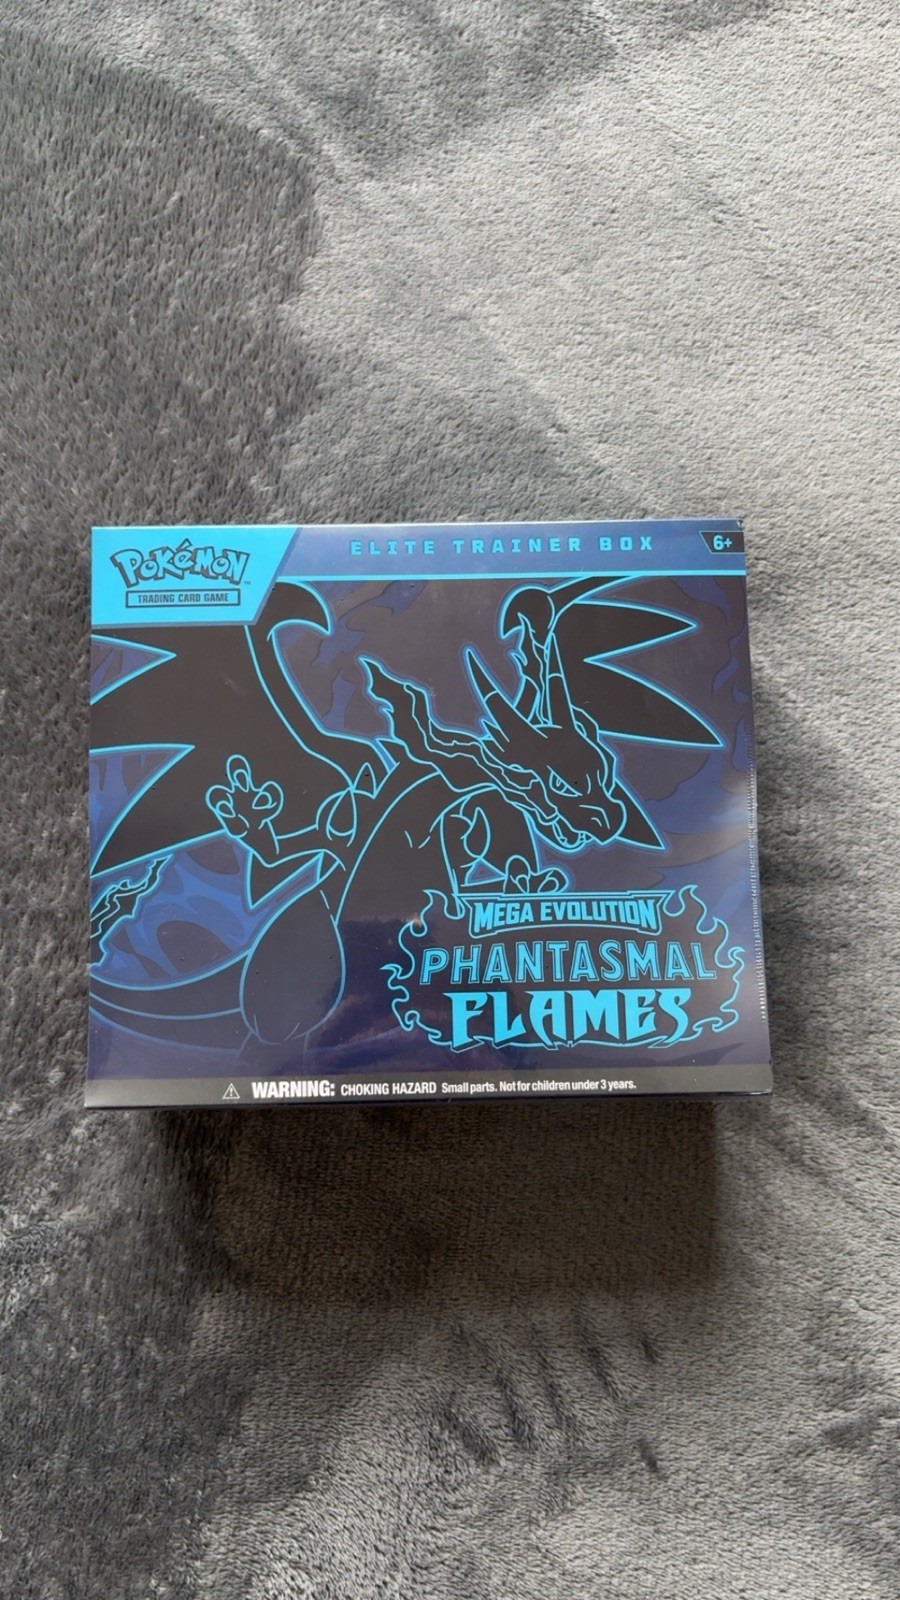 POKéMON™
TRADING CARD GAME
ELITE TRAINER BOX
6+
MEGA EVOLUTION
PHANTASMAL
FLAMES
⚠ WARNING: CHOKING HAZARD Small parts. Not for children under 3 years.